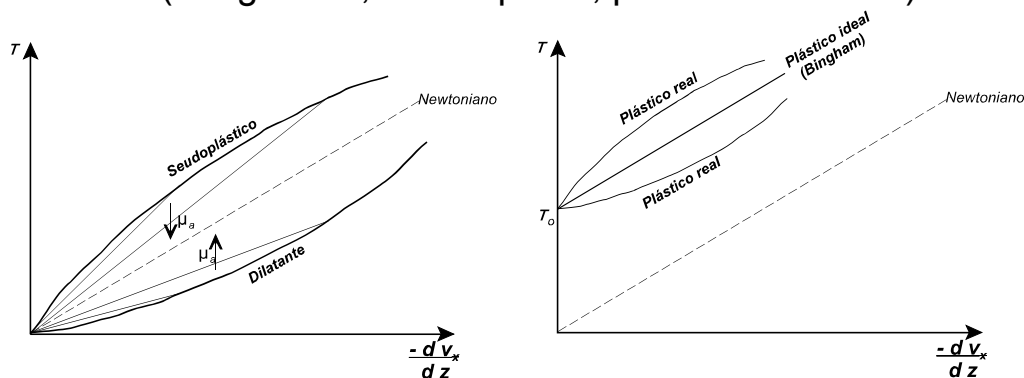 T
Seudoplástico
Newtoniano
μa
μa
Dilatante
- d vx
d z
T
Plástico ideal
(Bingham)
Plástico real
Newtoniano
Plástico real
To
- d vx
d z